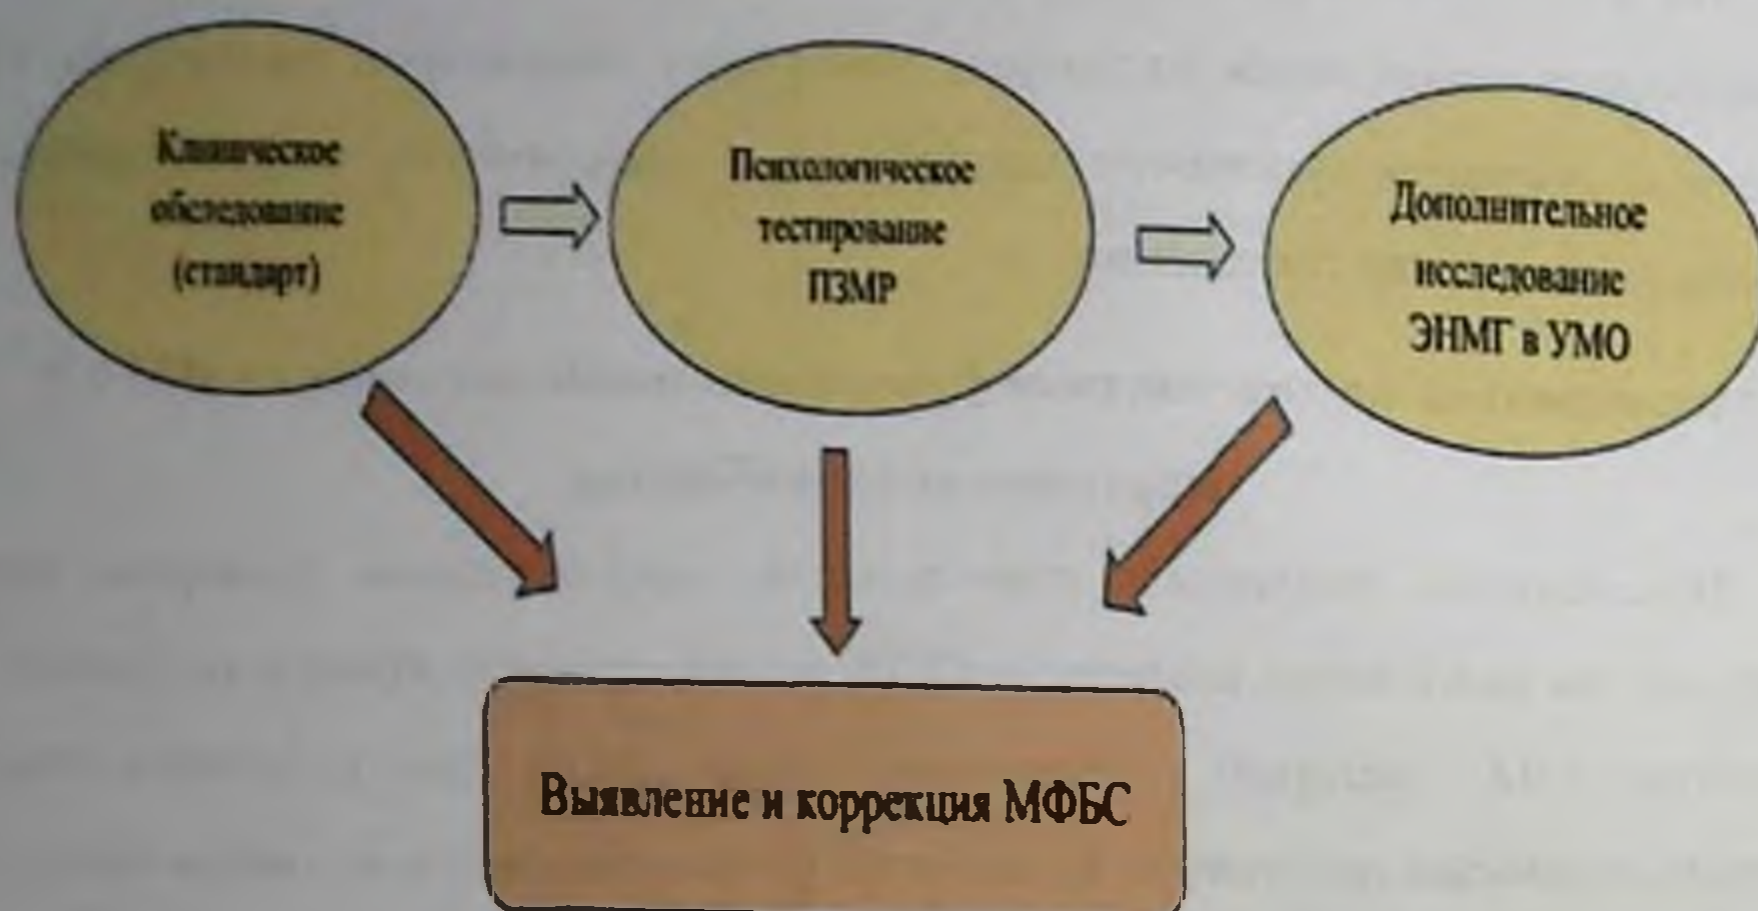 Клиническое
обследование
(стандарт)
Психологическое
тестирование
ПЗМР
Дополнительное
исследование
ЭНМГ в УМО
Выявление и коррекция МФБС